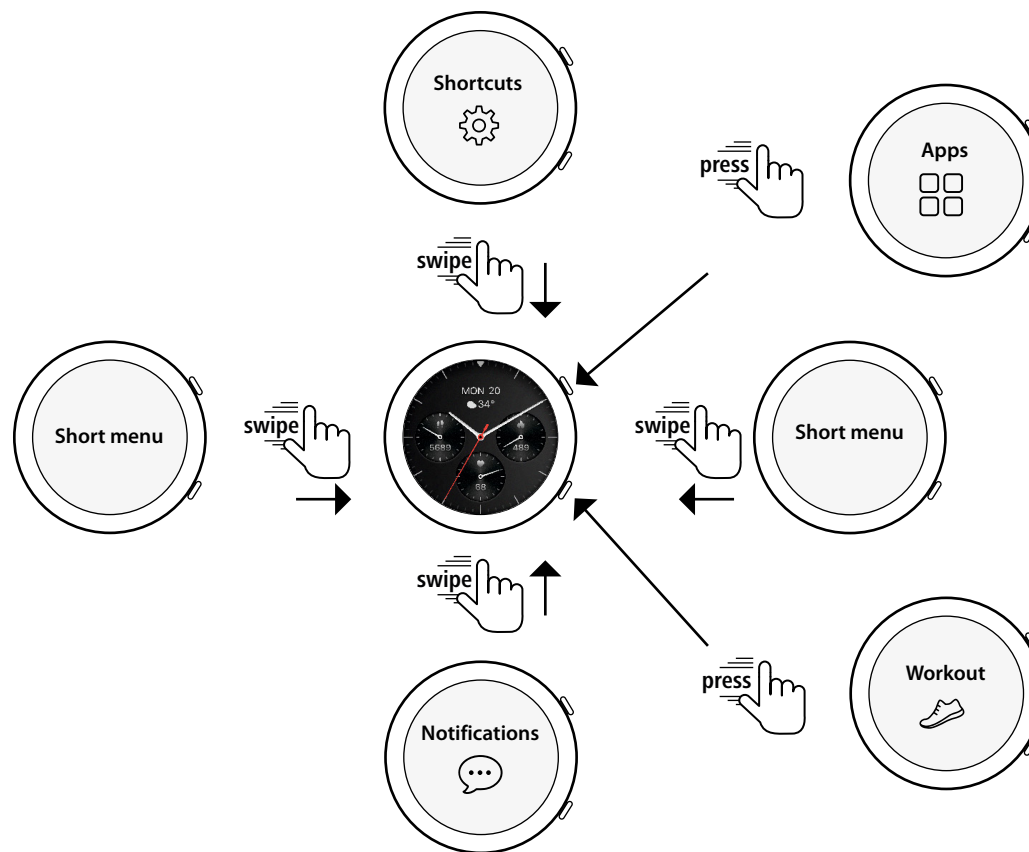 Shortcuts
press
Apps
swipe
Short menu
swipe
MON 20
34°
5689
489
68
swipe
Short menu
swipe
Notifications
press
Workout